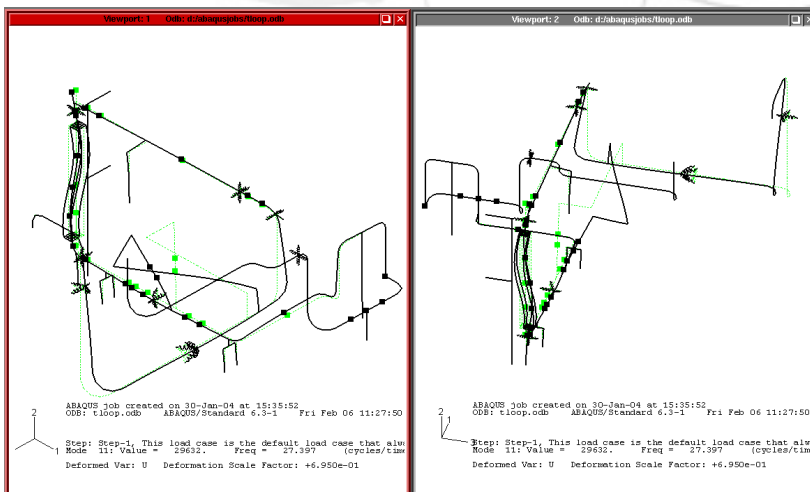 Viewport: 1 Odb: d:/abaqusjobs/tloop.odb
2
1
ABAQUS job created on 30-Jan-04 at 15:35:52
ODB: tloop.odb ABAQUS/Standard 6.3-1 Fri Feb 06 11:27:50
Step: Step-1, This load case is the default load case that alwa
Mode 11: Value = 29632. Freq = 27.397 (cycles/time
Deformed Var: U Deformation Scale Factor: +6.950e-01
Viewport: 2 Odb: d:/abaqusjobs/tloop.odb
2
1
3
ABAQUS job created on 30-Jan-04 at 15:35:52
ODB: tloop.odb ABAQUS/Standard 6.3-1 Fri Feb 06 11:27:50
Step: Step-1, This load case is the default load case that alw
Mode 11: Value = 29632. Freq = 27.397 (cycles/tim
Deformed Var: U Deformation Scale Factor: +6.950e-01